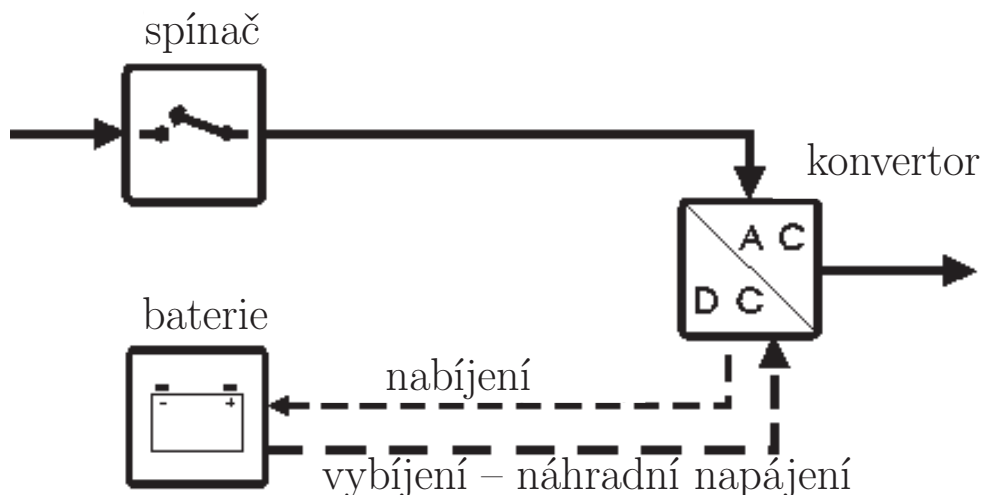 spínač
konvertor
A C
D C
baterie
- +
nabíjení
vybíjení – náhradní napájení